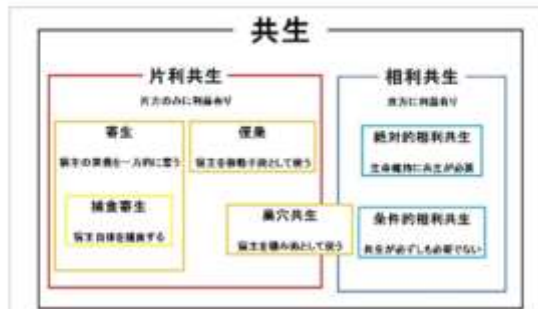 共生
片利共生
片方のみに利益有り
相利共生
双方に利益有り
寄生
宿主の栄養を一方的に奪う
便乗
宿主を移動手段として使う
絶対的相利共生
生命維持に共生が必要
捕食寄生
宿主自体を捕食する
巣穴共生
宿主を棲み処として使う
条件的相利共生
共生が必ずしも必要でない